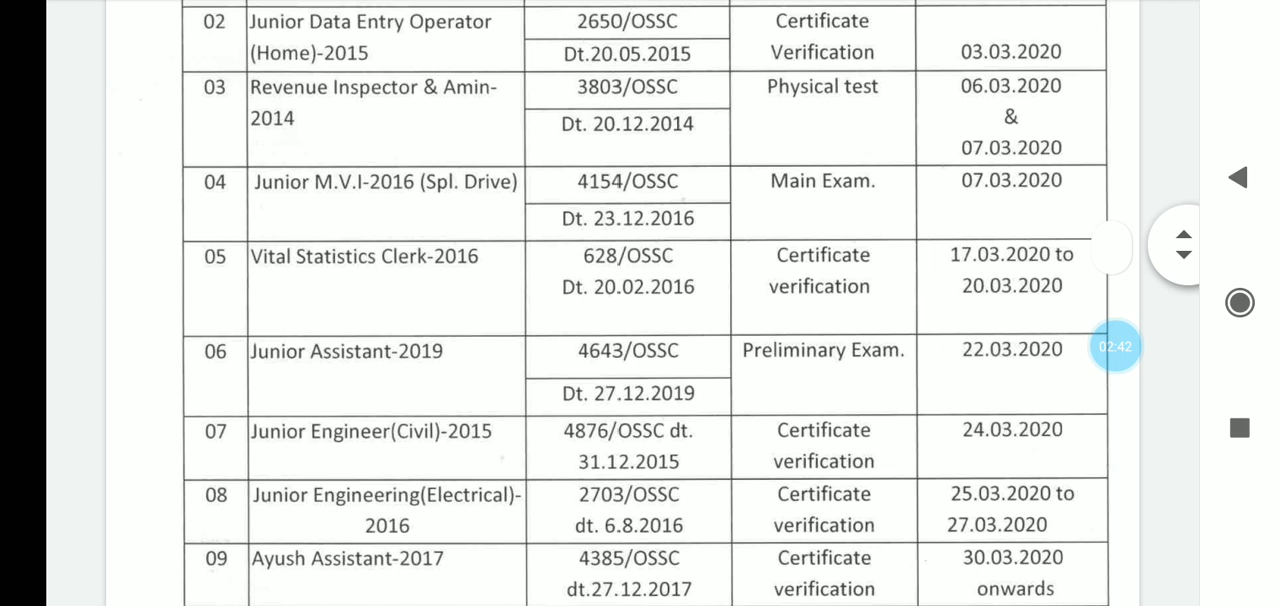 02 Junior Data Entry Operator 2650/OSSC Certificate
(Home)-2015 Dt.20.05.2015 Verification 03.03.2020
03 Revenue Inspector & Amin- 3803/OSSC Physical test 06.03.2020
2014 Dt. 20.12.2014 &
07.03.2020
04 Junior M.V.I-2016 (Spl. Drive) 4154/OSSC Main Exam. 07.03.2020
Dt. 23.12.2016
05 Vital Statistics Clerk-2016 628/OSSC Certificate 17.03.2020 to
Dt. 20.02.2016 verification 20.03.2020
06 Junior Assistant-2019 4643/OSSC Preliminary Exam. 22.03.2020
02:42
Dt. 27.12.2019
07 Junior Engineer(Civil)-2015 4876/OSSC dt. Certificate 24.03.2020
31.12.2015 verification
08 Junior Engineering(Electrical)- 2703/OSSC Certificate 25.03.2020 to
2016 dt. 6.8.2016 verification 27.03.2020
09 Ayush Assistant-2017 4385/OSSC Certificate 30.03.2020
dt.27.12.2017 verification onwards